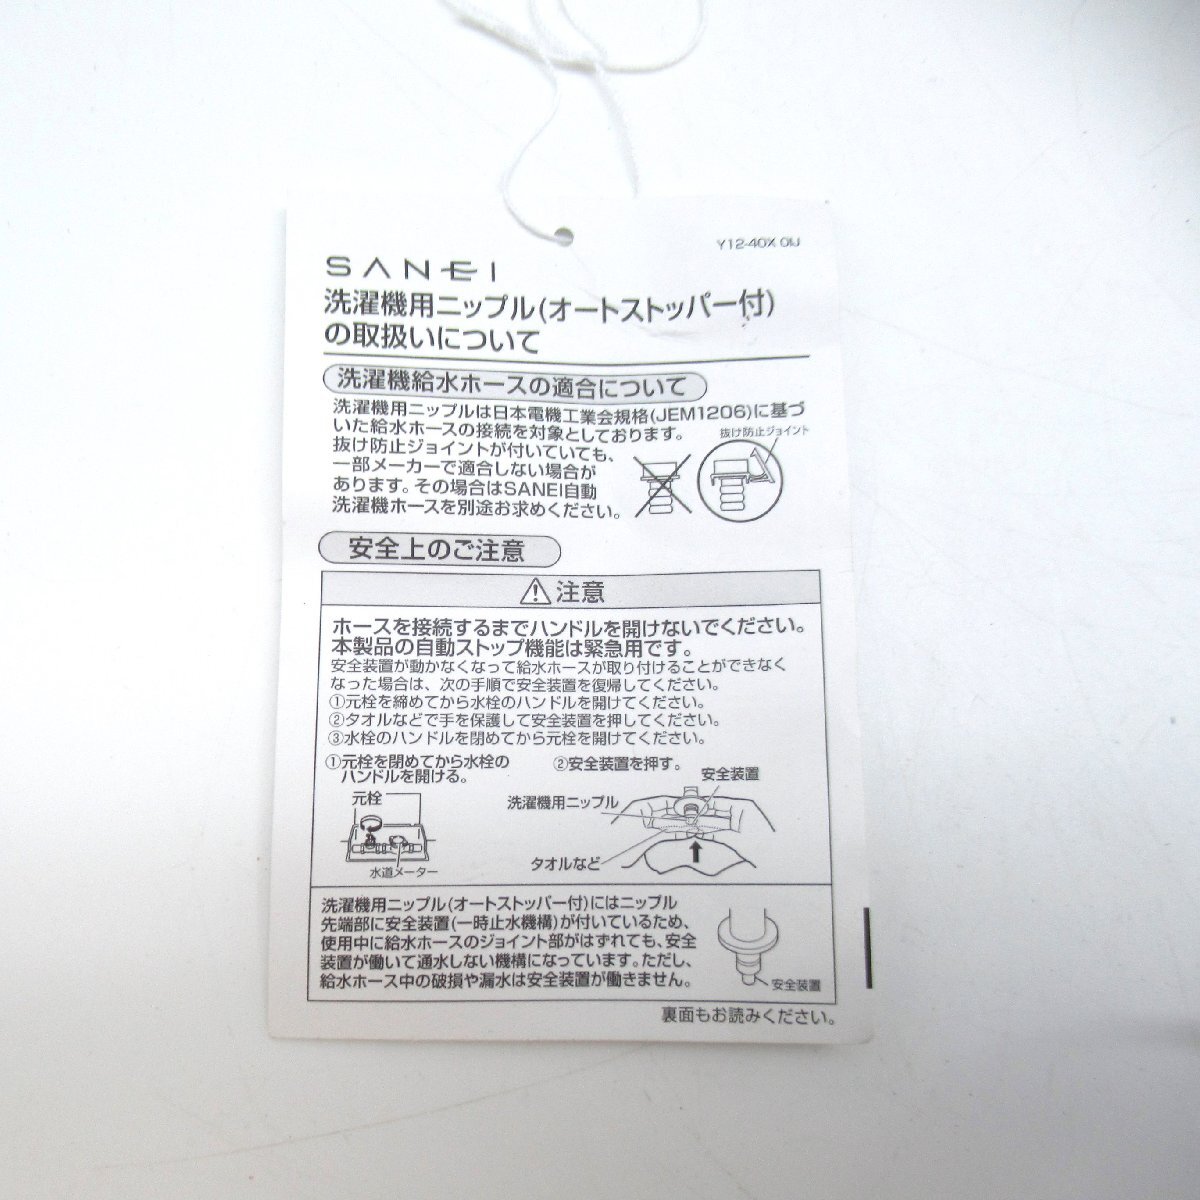 Y12-40X 0IJ
SANEI
洗濯機用ニップル(オートストッパー付)
の取扱いについて
洗濯機給水ホースの適合について
洗濯機用ニップルは日本電機工業会規格(JEM1206)に基づ
いた給水ホースの接続を対象としております。
抜け防止ジョイントが付いていても、
一部メーカーで適合しない場合が
あります。その場合はSANEI自動
洗濯機ホースを別途お求めください。
抜け防止ジョイント
安全上のご注意
注意
ホースを接続するまでハンドルを開けないでください。
本製品の自動ストップ機能は緊急用です。
安全装置が動かなくなって給水ホースが取り付けることができなく
なった場合は、次の手順で安全装置を復帰してください。
①元栓を締めてから水栓のハンドルを開けてください。
②タオルなどで手を保護して安全装置を押してください。
③水栓のハンドルを閉めてから元栓を開けてください。
①元栓を閉めてから水栓の
ハンドルを開ける。
元栓
水道メーター
②安全装置を押す。
安全装置
洗濯機用ニップル
タオルなど
洗濯機用ニップル(オートストッパー付)にはニップル
先端部に安全装置(一時止水機構)が付いているため、
使用中に給水ホースのジョイント部がはずれても、安全
装置が働いて通水しない機構になっています。ただし、
給水ホース中の破損や漏水は安全装置が働きません。
安全装置
裏面もお読みください。